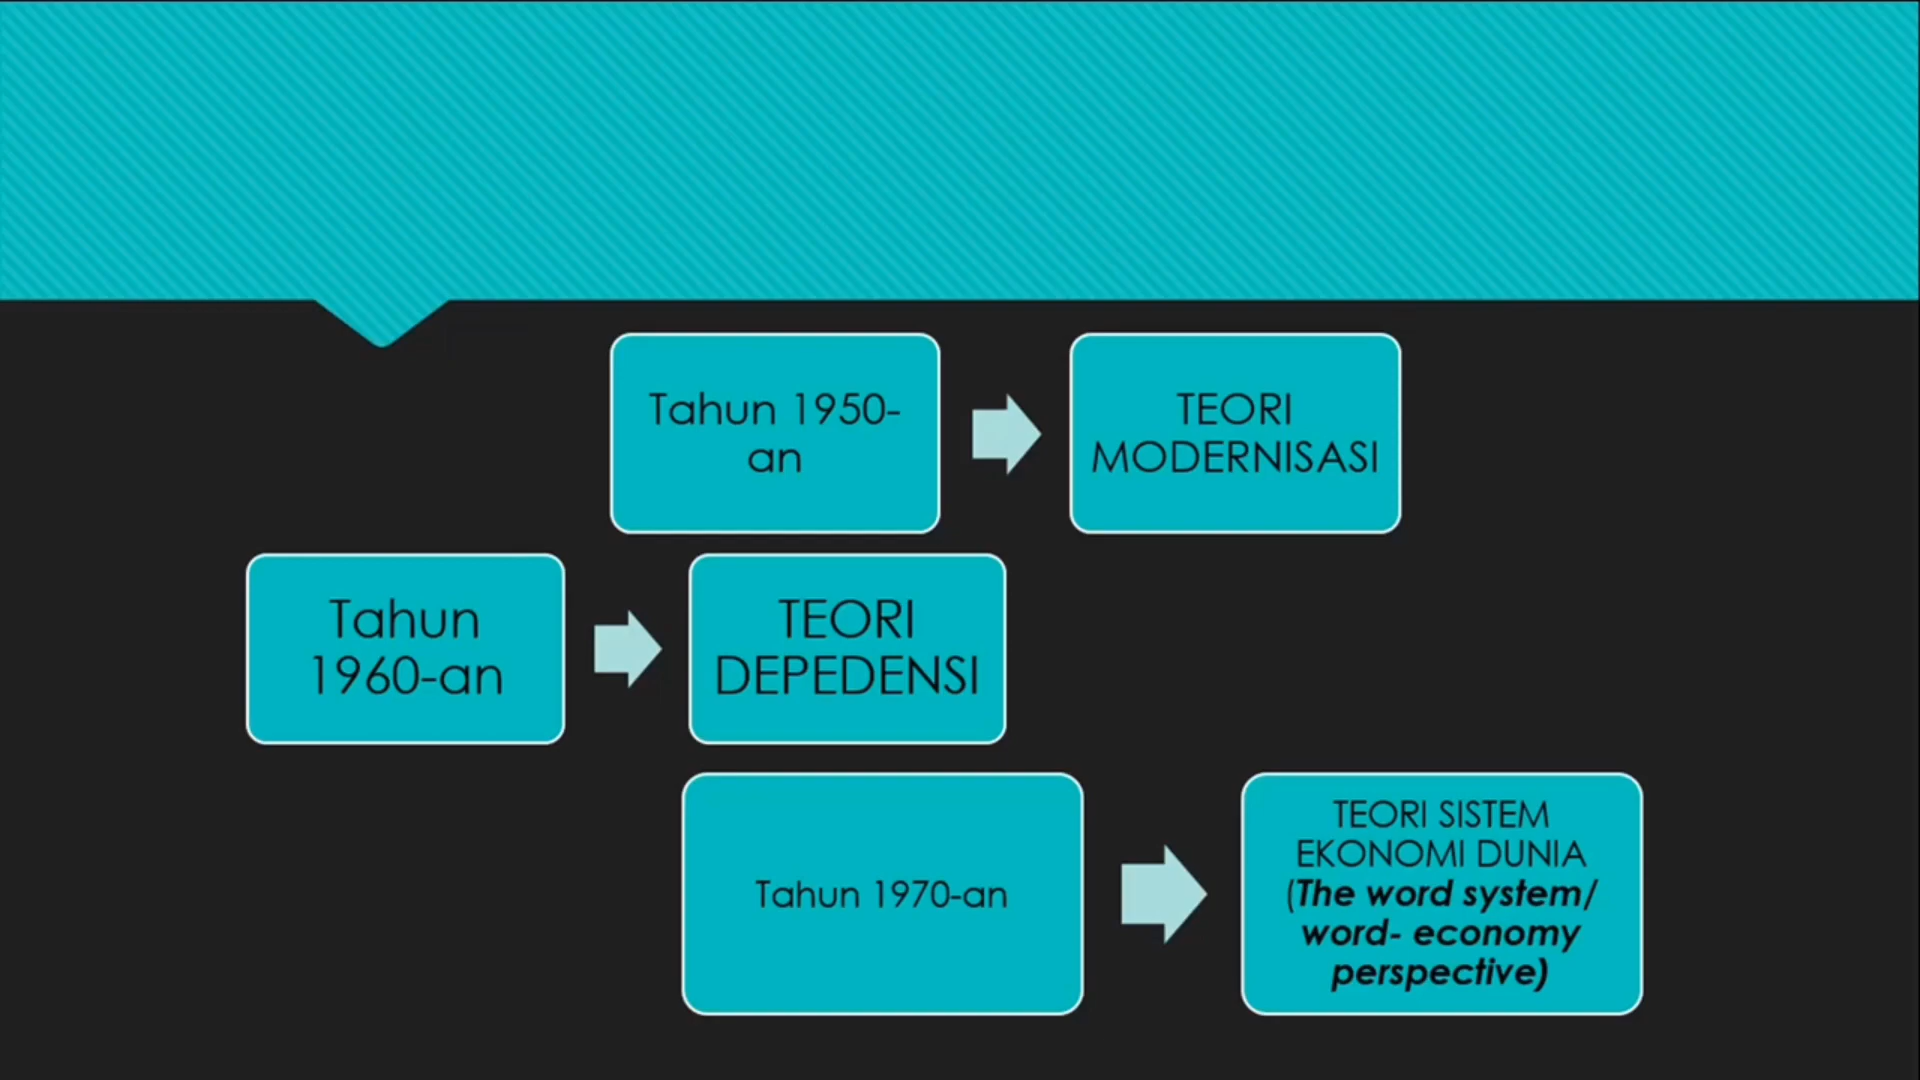 Tahun 1950-
an
TEORI
MODERNISASI
Tahun
1960-an
TEORI
DEPEDENSI
Tahun 1970-an
TEORI SISTEM
EKONOMI DUNIA
(The word system/
word- economy
perspective)